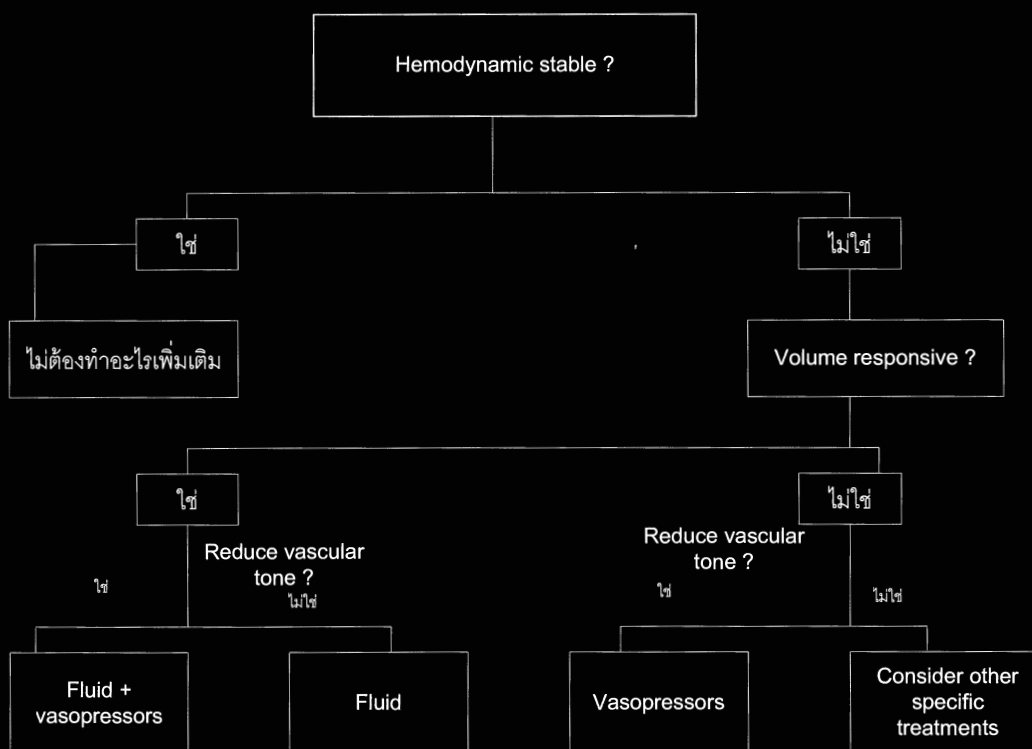 Hemodynamic stable ?
ใช่
ไม่ใช่
ไม่ต้องทำอะไรเพิ่มเติม
Volume responsive ?
ใช่
ไม่ใช่
Reduce vascular
tone ?
Reduce vascular
tone ?
ใช่
ไม่ใช่
ใช่
ไม่ใช่
Fluid +
vasopressors
Fluid
Vasopressors
Consider other
specific
treatments